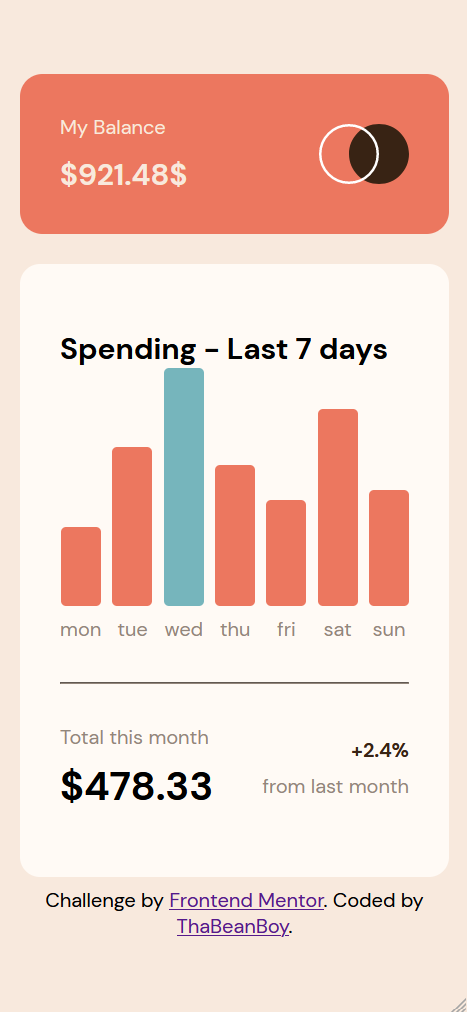 My Balance
$921.48$
Spending - Last 7 days
mon tue wed thu fri sat sun
Total this month
+2.4%
$478.33
from last month
Challenge by Frontend Mentor. Coded by
ThaBeanBoy.